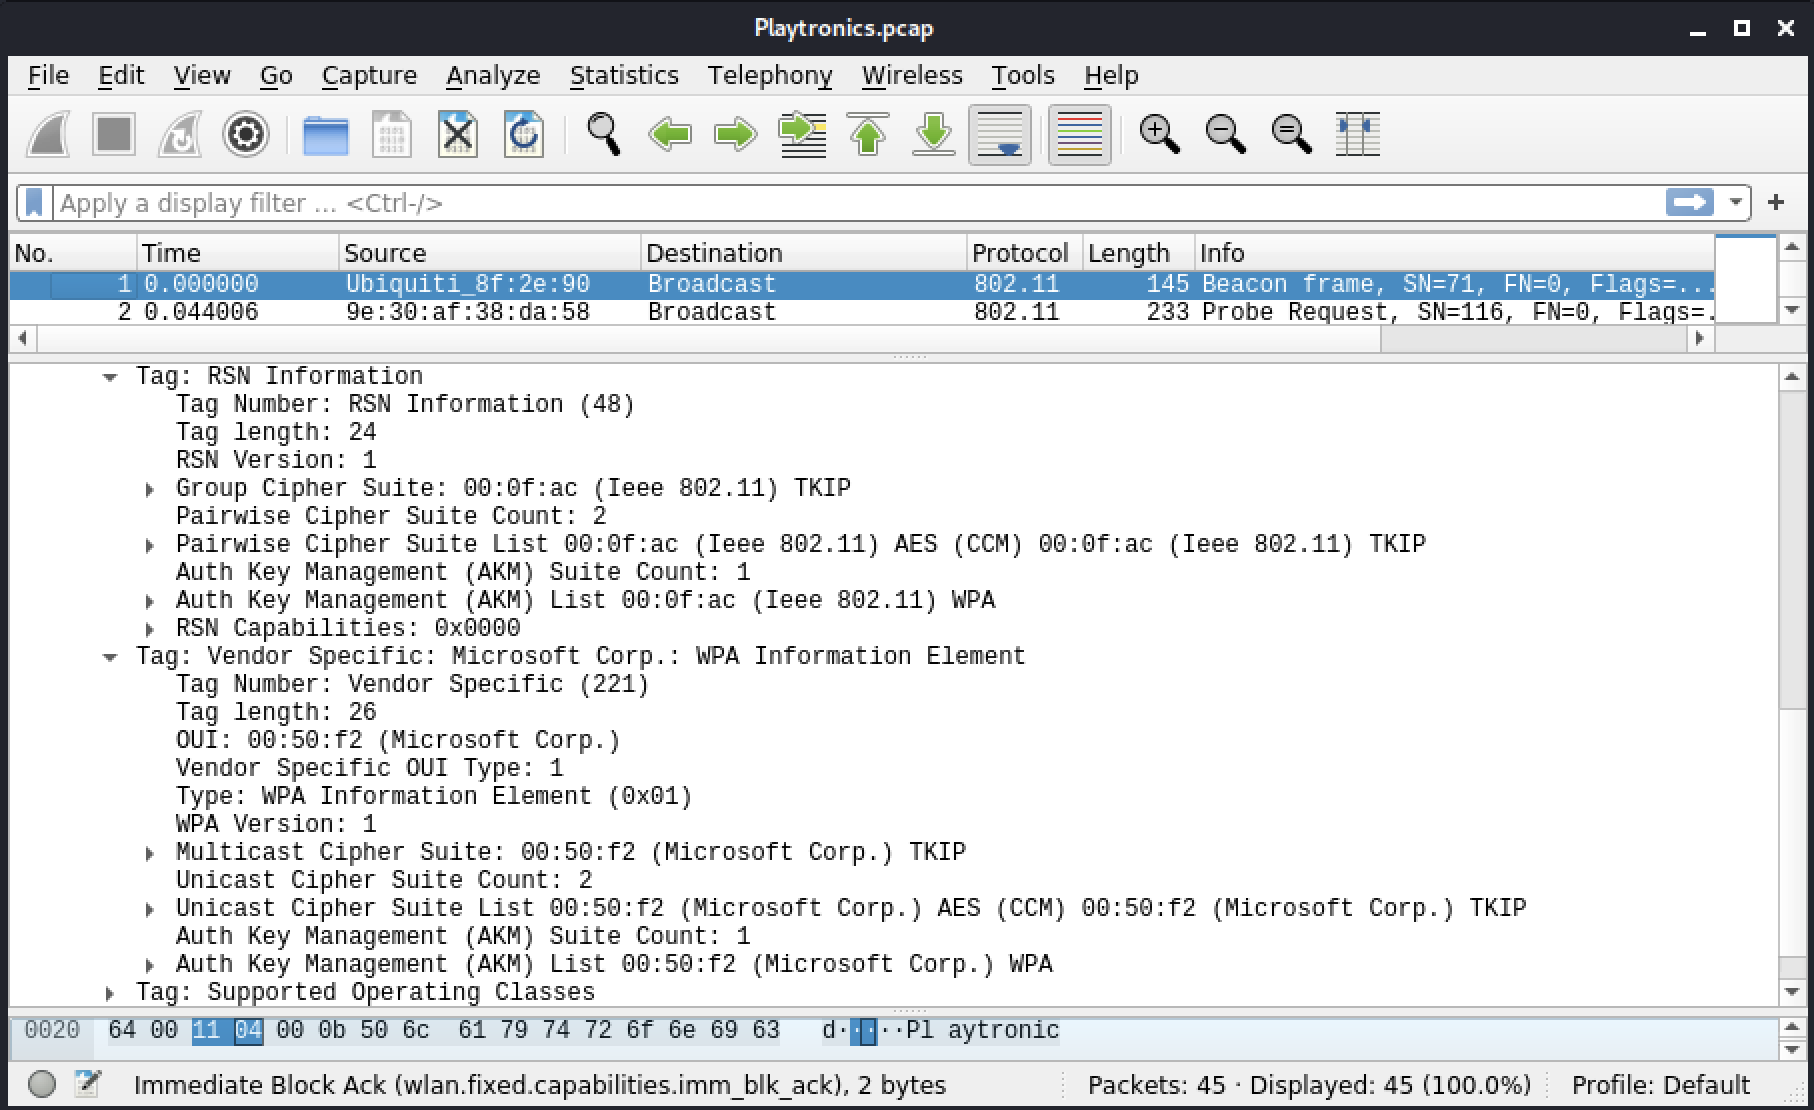 Playtronics.pcap
File Edit View Go Capture Analyze Statistics Telephony Wireless Tools Help
Apply a display filter ... <Ctrl-/>
No. Time Source Destination Protocol Length Info
1 0.000000 Ubiquiti_8f:2e:90 Broadcast 802.11 145 Beacon frame, SN=71, FN=0, Flags=...
2 0.044006 9e:30:af:38:da:58 Broadcast 802.11 233 Probe Request, SN=116, FN=0, Flags=.
Tag: RSN Information
Tag Number: RSN Information (48)
Tag length: 24
RSN Version: 1
Group Cipher Suite: 00:0f:ac (Ieee 802.11) TKIP
Pairwise Cipher Suite Count: 2
Pairwise Cipher Suite List 00:0f:ac (Ieee 802.11) AES (CCM) 00:0f:ac (Ieee 802.11) TKIP
Auth Key Management (AKM) Suite Count: 1
Auth Key Management (AKM) List 00:0f:ac (Ieee 802.11) WPA
RSN Capabilities: 0x0000
Tag: Vendor Specific: Microsoft Corp.: WPA Information Element
Tag Number: Vendor Specific (221)
Tag length: 26
OUI: 00:50:f2 (Microsoft Corp.)
Vendor Specific OUI Type: 1
Type: WPA Information Element (0x01)
WPA Version: 1
Multicast Cipher Suite: 00:50:f2 (Microsoft Corp.) TKIP
Unicast Cipher Suite Count: 2
Unicast Cipher Suite List 00:50:f2 (Microsoft Corp.) AES (CCM) 00:50:f2 (Microsoft Corp.) TKIP
Auth Key Management (AKM) Suite Count: 1
Auth Key Management (AKM) List 00:50:f2 (Microsoft Corp.) WPA
Tag: Supported Operating Classes
0020 64 00 11 04 00 0b 50 6c 61 79 74 72 6f 6e 69 63 d·····Pl aytronic
Immediate Block Ack (wlan.fixed.capabilities.imm_blk_ack), 2 bytes Packets: 45 · Displayed: 45 (100.0%) Profile: Default